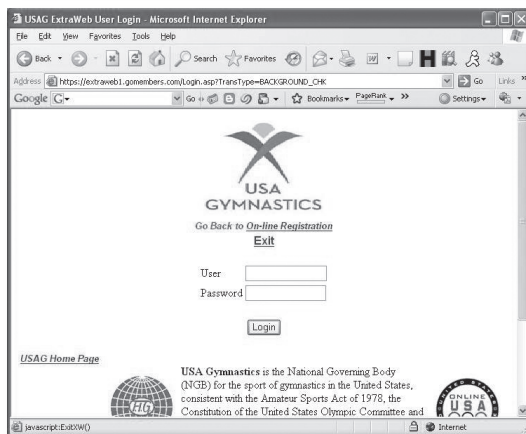 USAG ExtraWeb User Login - Microsoft Internet Explorer
File Edit View Favorites Tools Help
Back Search Favorites
Address https://extraweb1.gomembers.com/Login.asp?TransType=BACKGROUND_CHK Go Links »
Google G Go Bookmarks PageRank » Settings
USA
GYMNASTICS
Go Back to On-line Registration
Exit
User
Password
Login
USAG Home Page
USA Gymnastics is the National Governing Body
(NGB) for the sport of gymnastics in the United States,
consistent with the Amateur Sports Act of 1978, the
Constitution of the United States Olympic Committee and
FIG
ONLINE
USA
javascript:ExitXW() Internet